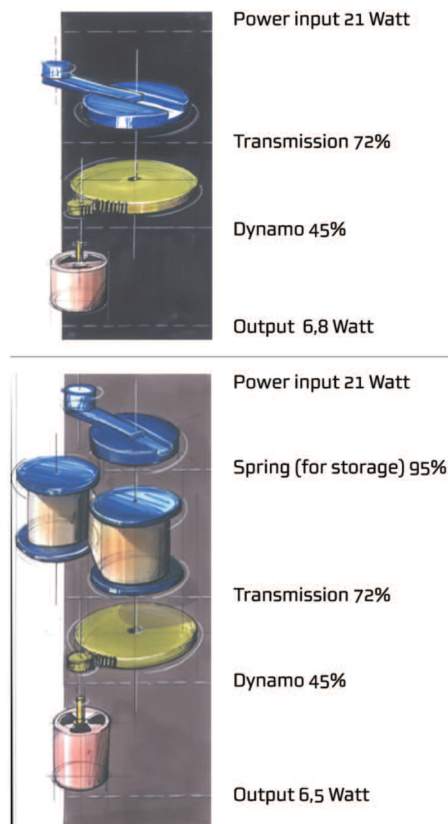 Power input 21 Watt
Transmission 72%
Dynamo 45%
Output 6,8 Watt
Power input 21 Watt
Spring (for storage) 95%
Transmission 72%
Dynamo 45%
Output 6,5 Watt